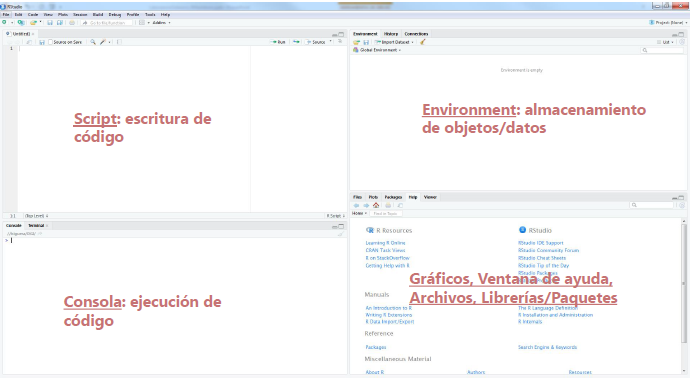 RStudio
File Edit Code View Plots Session Build Debug Profile Tools Help
Go to file/function
Addins
Project: (None)
Untitled1
Source on Save
Run
Source
1
Script: escritura de
código
1:1
(Top Level)
R Script
Console Terminal
>
Consola: ejecución de
código
Environment History Connections
Import Dataset
List
Global Environment
Environment is empty
Environment: almacenamiento
de objetos/datos
Files Plots Packages Help Viewer
Home
Find in Topic
R Resources
Learning R Online
CRAN Task Views
R on StackOverflow
Getting Help with R
RStudio
RStudio IDE Support
RStudio Community Forum
RStudio Cheat Sheets
RStudio Tip of the Day
RStudio Packages
Gráficos, Ventana de ayuda,
Archivos, Librerías/Paquetes
Manuals
An Introduction to R
Writing R Extensions
R Data Import/Export
The R Language Definition
R Installation and Administration
R Internals
Reference
Packages
Search Engine & Keywords
Miscellaneous Material
About R
Authors
Resources